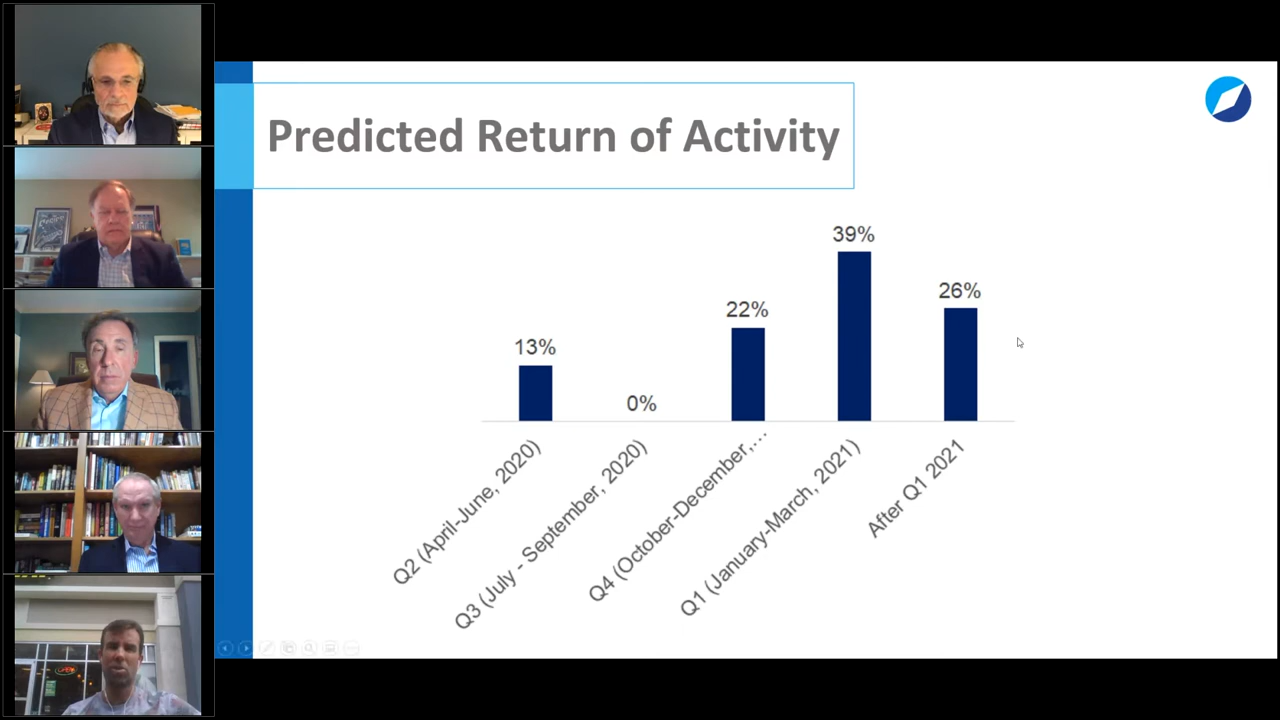 Predicted Return of Activity
13%
0%
22%
39%
26%
Q2 (April-June, 2020)
Q3 (July - September, 2020)
Q4 (October-December,...
Q1 (January-March, 2021)
After Q1 2021